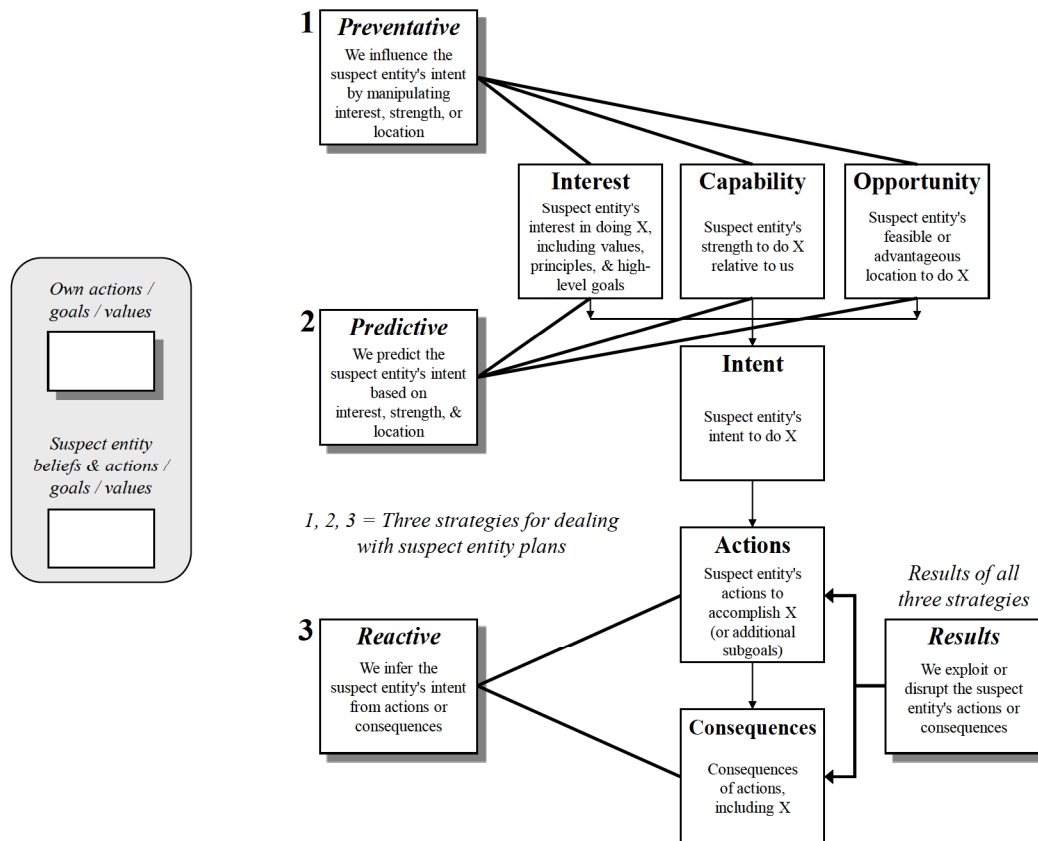 1
Preventative
We influence the
suspect entity's intent
by manipulating
interest, strength, or
location
Interest
Suspect entity's
interest in doing X,
including values,
principles, & high-
level goals
Capability
Suspect entity's
strength to do X
relative to us
Opportunity
Suspect entity's
feasible or
advantageous
location to do X
Own actions /
goals / values
Suspect entity
beliefs & actions /
goals / values
2
Predictive
We predict the
suspect entity's intent
based on
interest, strength, &
location
Intent
Suspect entity's
intent to do X
1, 2, 3 = Three strategies for dealing
with suspect entity plans
Actions
Suspect entity's
actions to
accomplish X
(or additional
subgoals)
Results of all
three strategies
3
Reactive
We infer the
suspect entity's intent
from actions or
consequences
Results
We exploit or
disrupt the suspect
entity's actions or
consequences
Consequences
Consequences
of actions,
including X